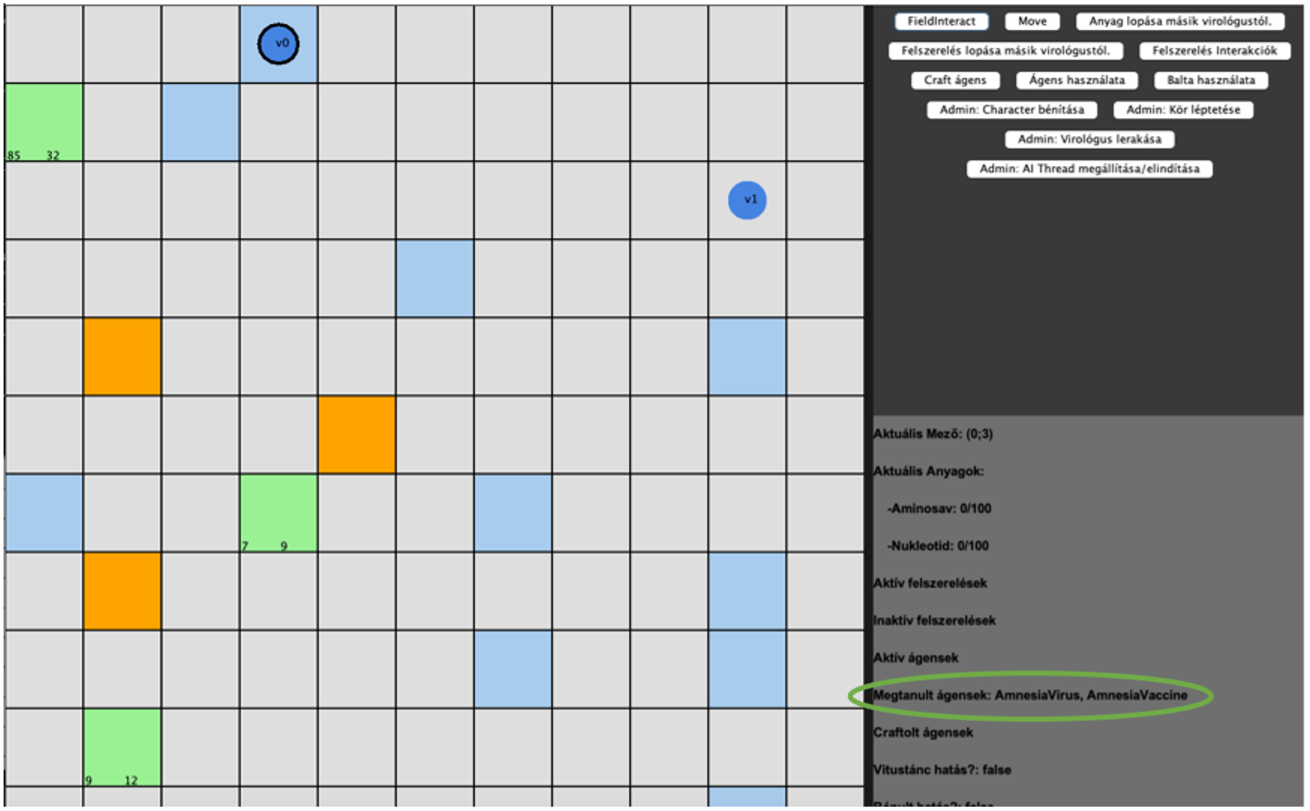 v0
85 32
v1
7 9
9 12
FieldInteract Move Anyag lopása másik virológustól.
Felszerelés lopása másik virológustól. Felszerelés Interakciók
Craft ágens Ágens használata Balta használata
Admin: Character bénítása Admin: Kör léptetése
Admin: Virológus lerakása
Admin: AI Thread megállítása/elindítása
Aktuális Mező: (0;3)
Aktuális Anyagok:
-Aminosav: 0/100
-Nukleotid: 0/100
Aktív felszerelések
Inaktív felszerelések
Aktív ágensek
Megtanult ágensek: AmnesiaVirus, AmnesiaVaccine
Craftolt ágensek
Vitustánc hatás?: false